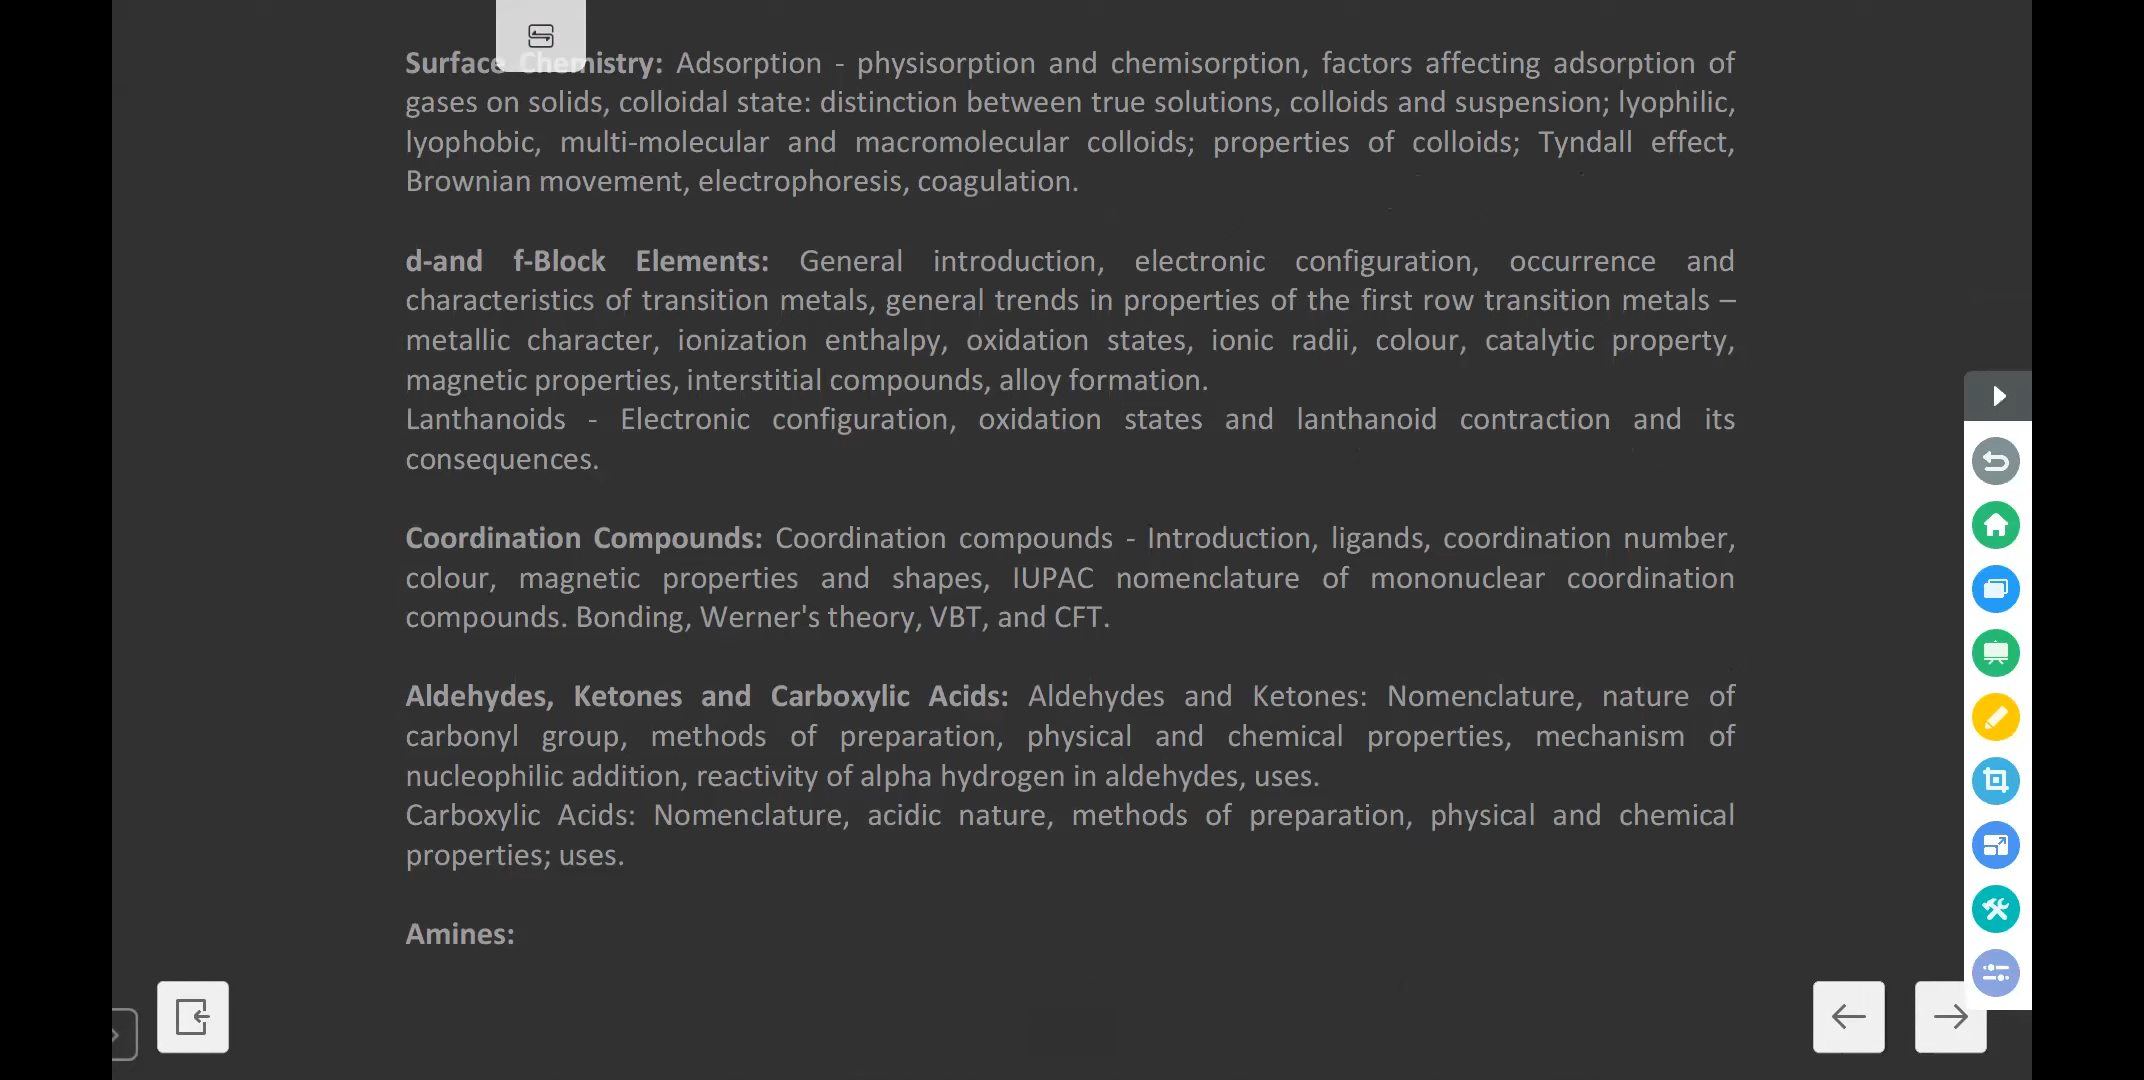 Surface Chemistry: Adsorption - physisorption and chemisorption, factors affecting adsorption of
gases on solids, colloidal state: distinction between true solutions, colloids and suspension; lyophilic,
lyophobic, multi-molecular and macromolecular colloids; properties of colloids; Tyndall effect,
Brownian movement, electrophoresis, coagulation.
d-and f-Block Elements: General introduction, electronic configuration, occurrence and
characteristics of transition metals, general trends in properties of the first row transition metals –
metallic character, ionization enthalpy, oxidation states, ionic radii, colour, catalytic property,
magnetic properties, interstitial compounds, alloy formation.
Lanthanoids - Electronic configuration, oxidation states and lanthanoid contraction and its
consequences.
Coordination Compounds: Coordination compounds - Introduction, ligands, coordination number,
colour, magnetic properties and shapes, IUPAC nomenclature of mononuclear coordination
compounds. Bonding, Werner's theory, VBT, and CFT.
Aldehydes, Ketones and Carboxylic Acids: Aldehydes and Ketones: Nomenclature, nature of
carbonyl group, methods of preparation, physical and chemical properties, mechanism of
nucleophilic addition, reactivity of alpha hydrogen in aldehydes, uses.
Carboxylic Acids: Nomenclature, acidic nature, methods of preparation, physical and chemical
properties; uses.
Amines: